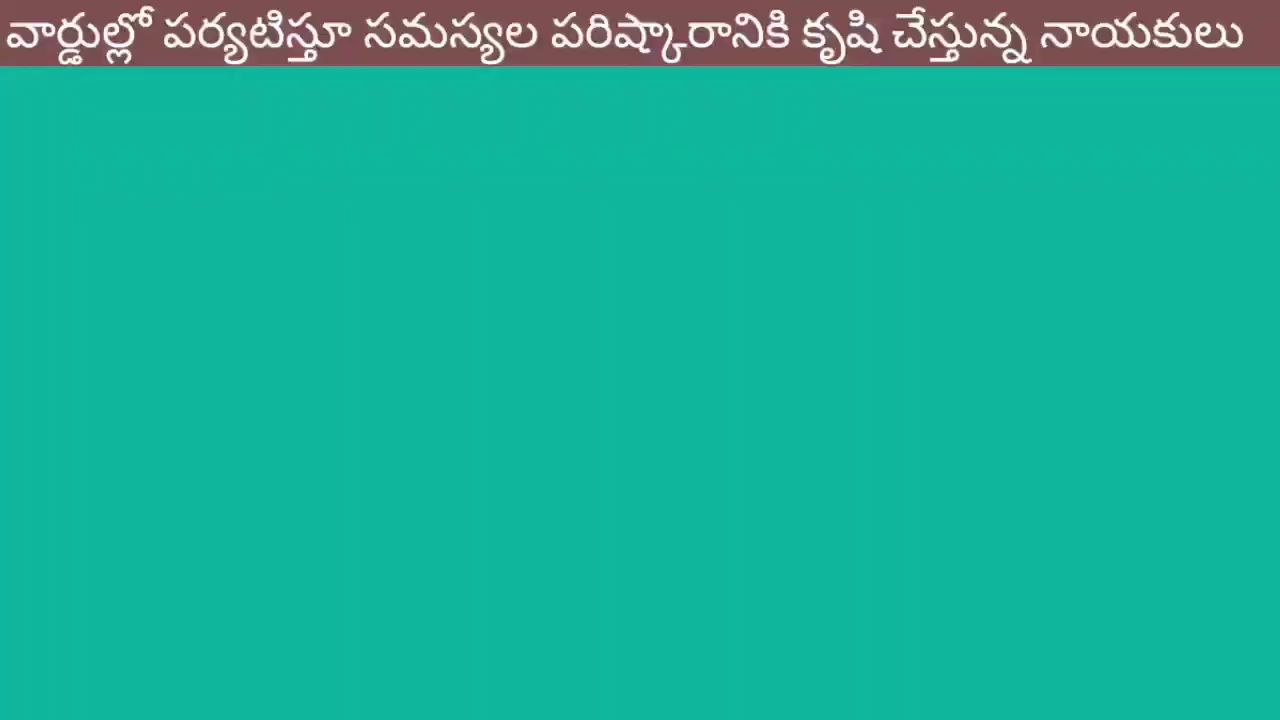 వార్డుల్లో పర్యటిస్తూ సమస్యల పరిష్కారానికి కృషి చేస్తున్న నాయకులు